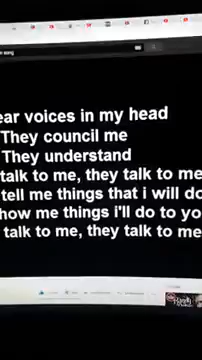 ear voices in my head
They council me
They understand
talk to me, they talk to me
tell me things that i will do
how me things i'll do to yo
talk to me, they talk to me